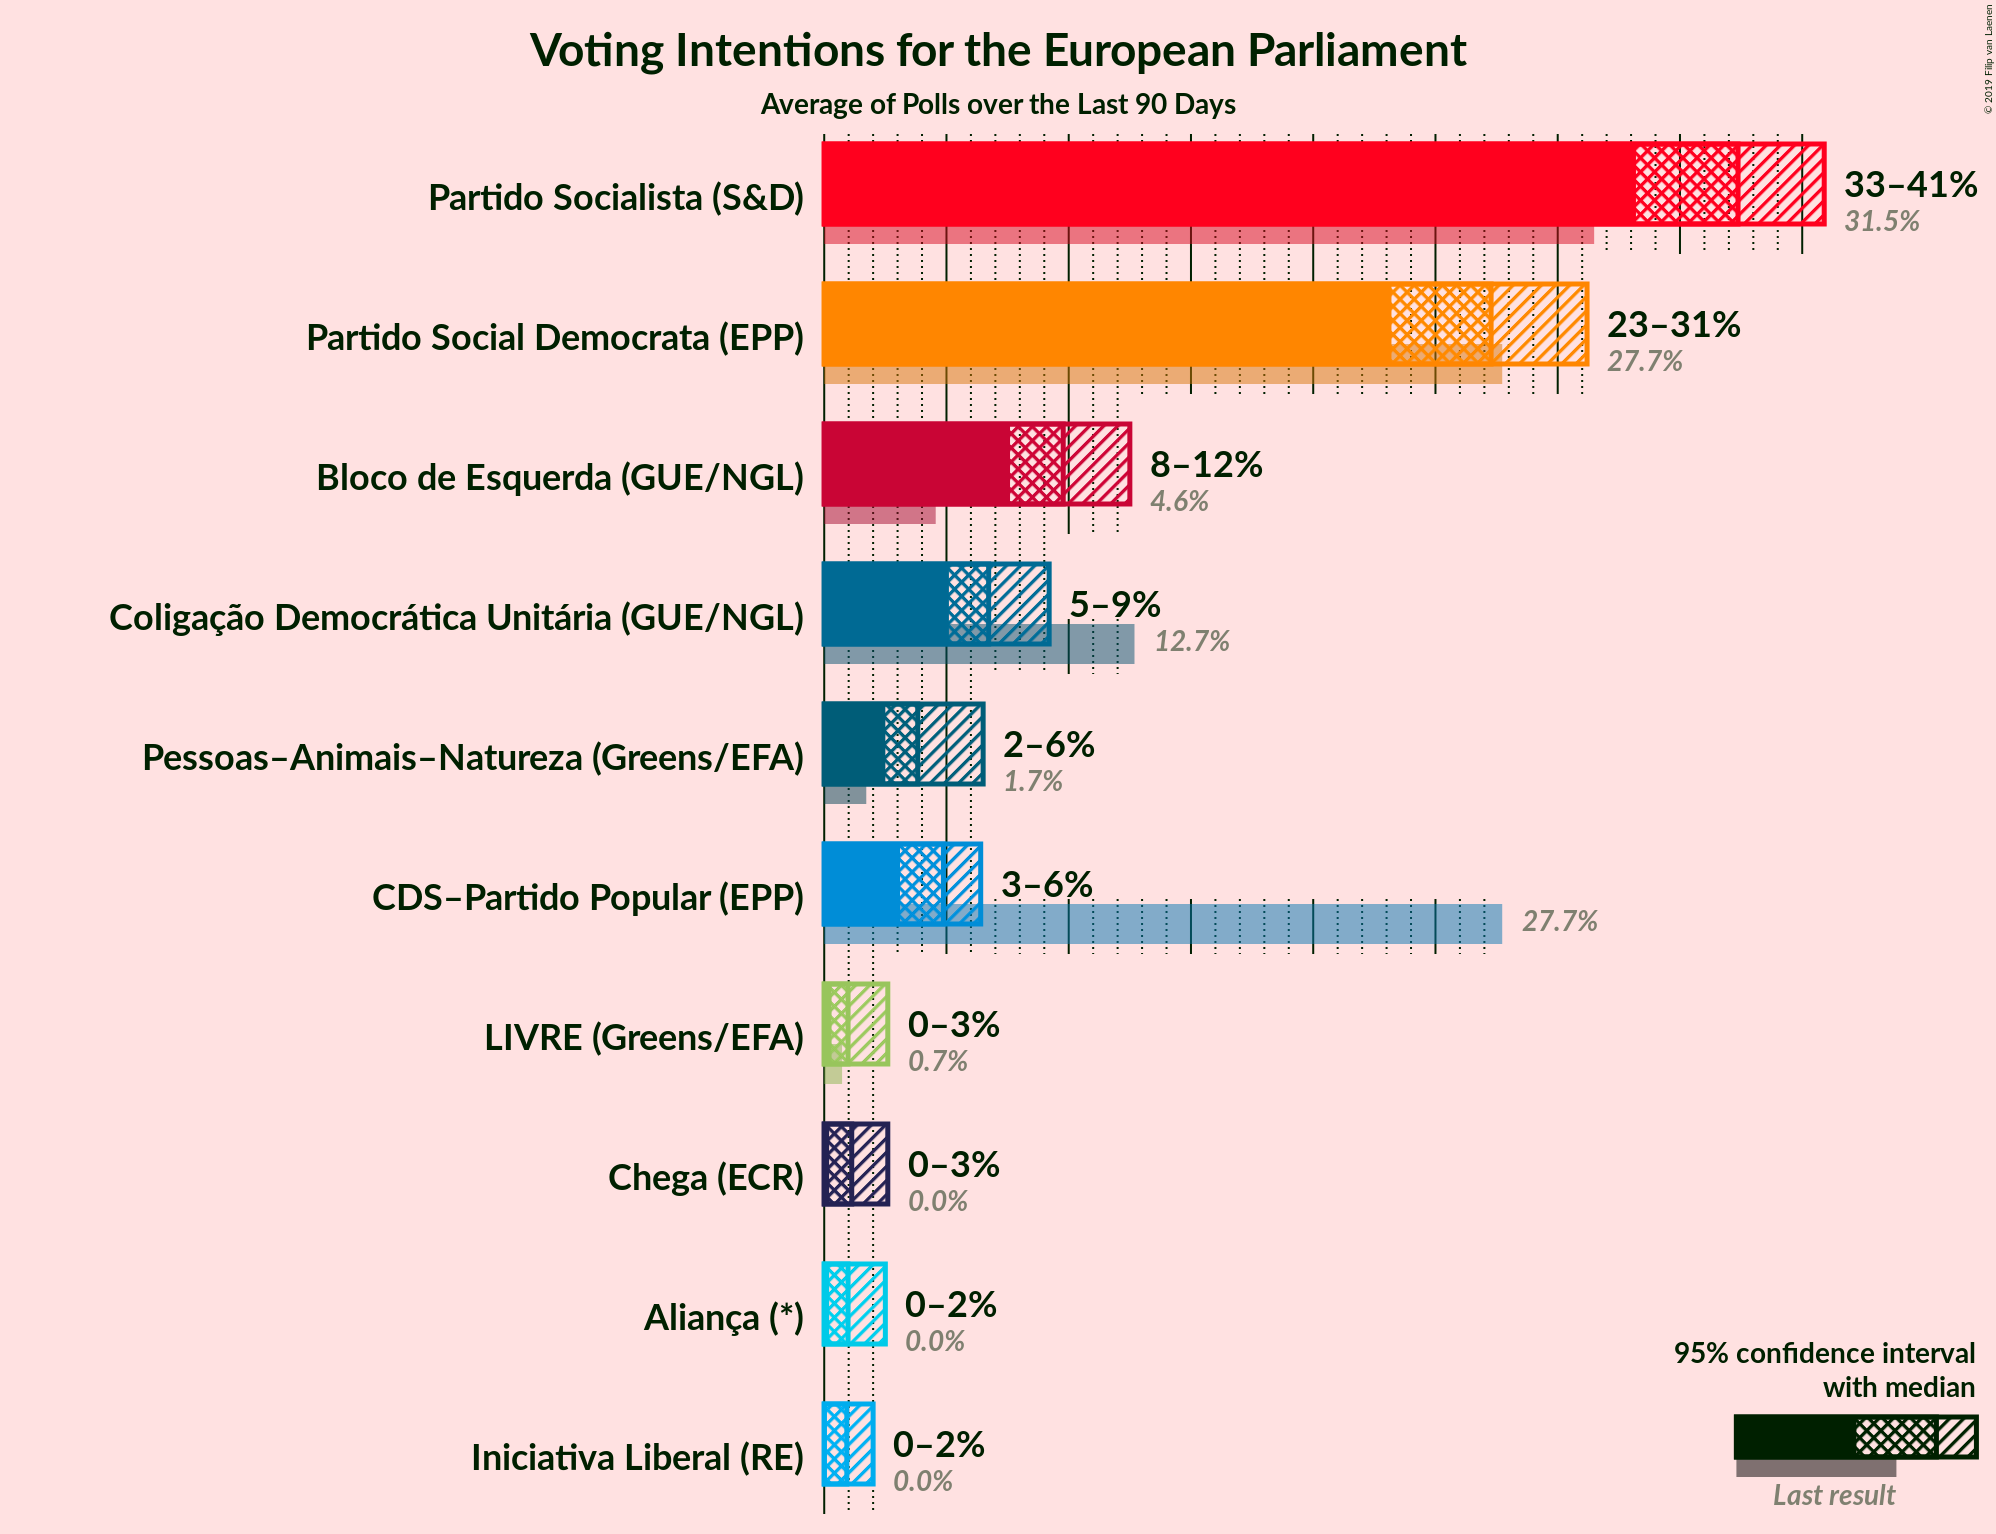 Voting Intentions for the European Parliament
Average of Polls over the Last 90 Days
© 2019 Filip van Laenen
Partido Socialista (S&D)
33–41%
31.5%
Partido Social Democrata (EPP)
23–31%
27.7%
Bloco de Esquerda (GUE/NGL)
8–12%
4.6%
Coligação Democrática Unitária (GUE/NGL)
5–9%
12.7%
Pessoas–Animais–Natureza (Greens/EFA)
2–6%
1.7%
CDS–Partido Popular (EPP)
3–6%
27.7%
LIVRE (Greens/EFA)
0–3%
0.7%
Chega (ECR)
0–3%
0.0%
Aliança (*)
0–2%
0.0%
Iniciativa Liberal (RE)
0–2%
0.0%
95% confidence interval
with median
Last result